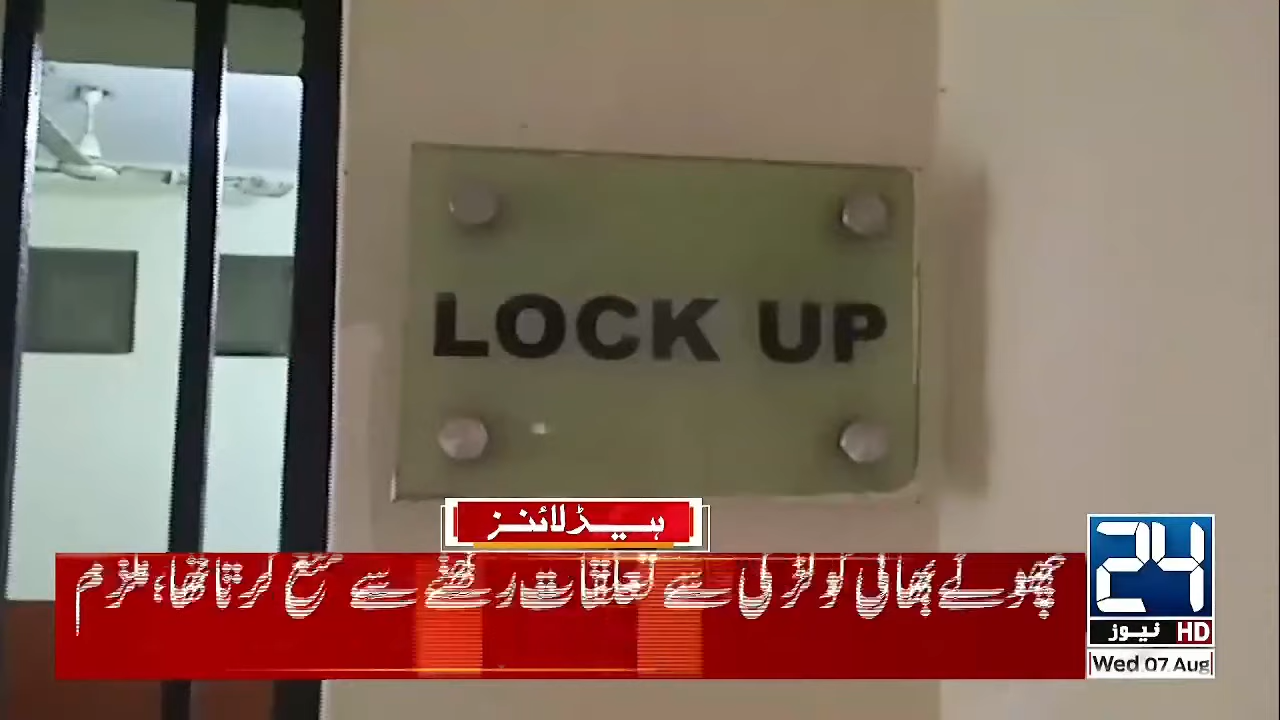 LOCK UP
ہیڈلائنز
چھوٹے بھائی کو لڑکی سے تعلقات رکھنے سے منع کرتا تھا، ملزم
24
نیوز HD
Wed 07 Aug